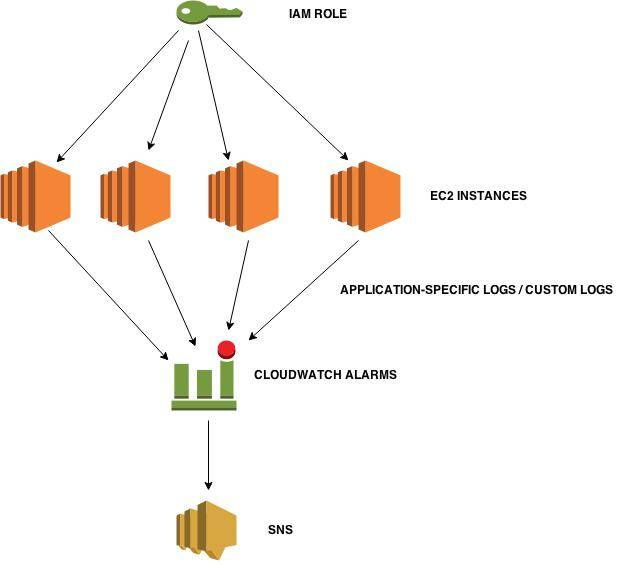 IAM ROLE
EC2 INSTANCES
APPLICATION-SPECIFIC LOGS / CUSTOM LOGS
CLOUDWATCH ALARMS
SNS